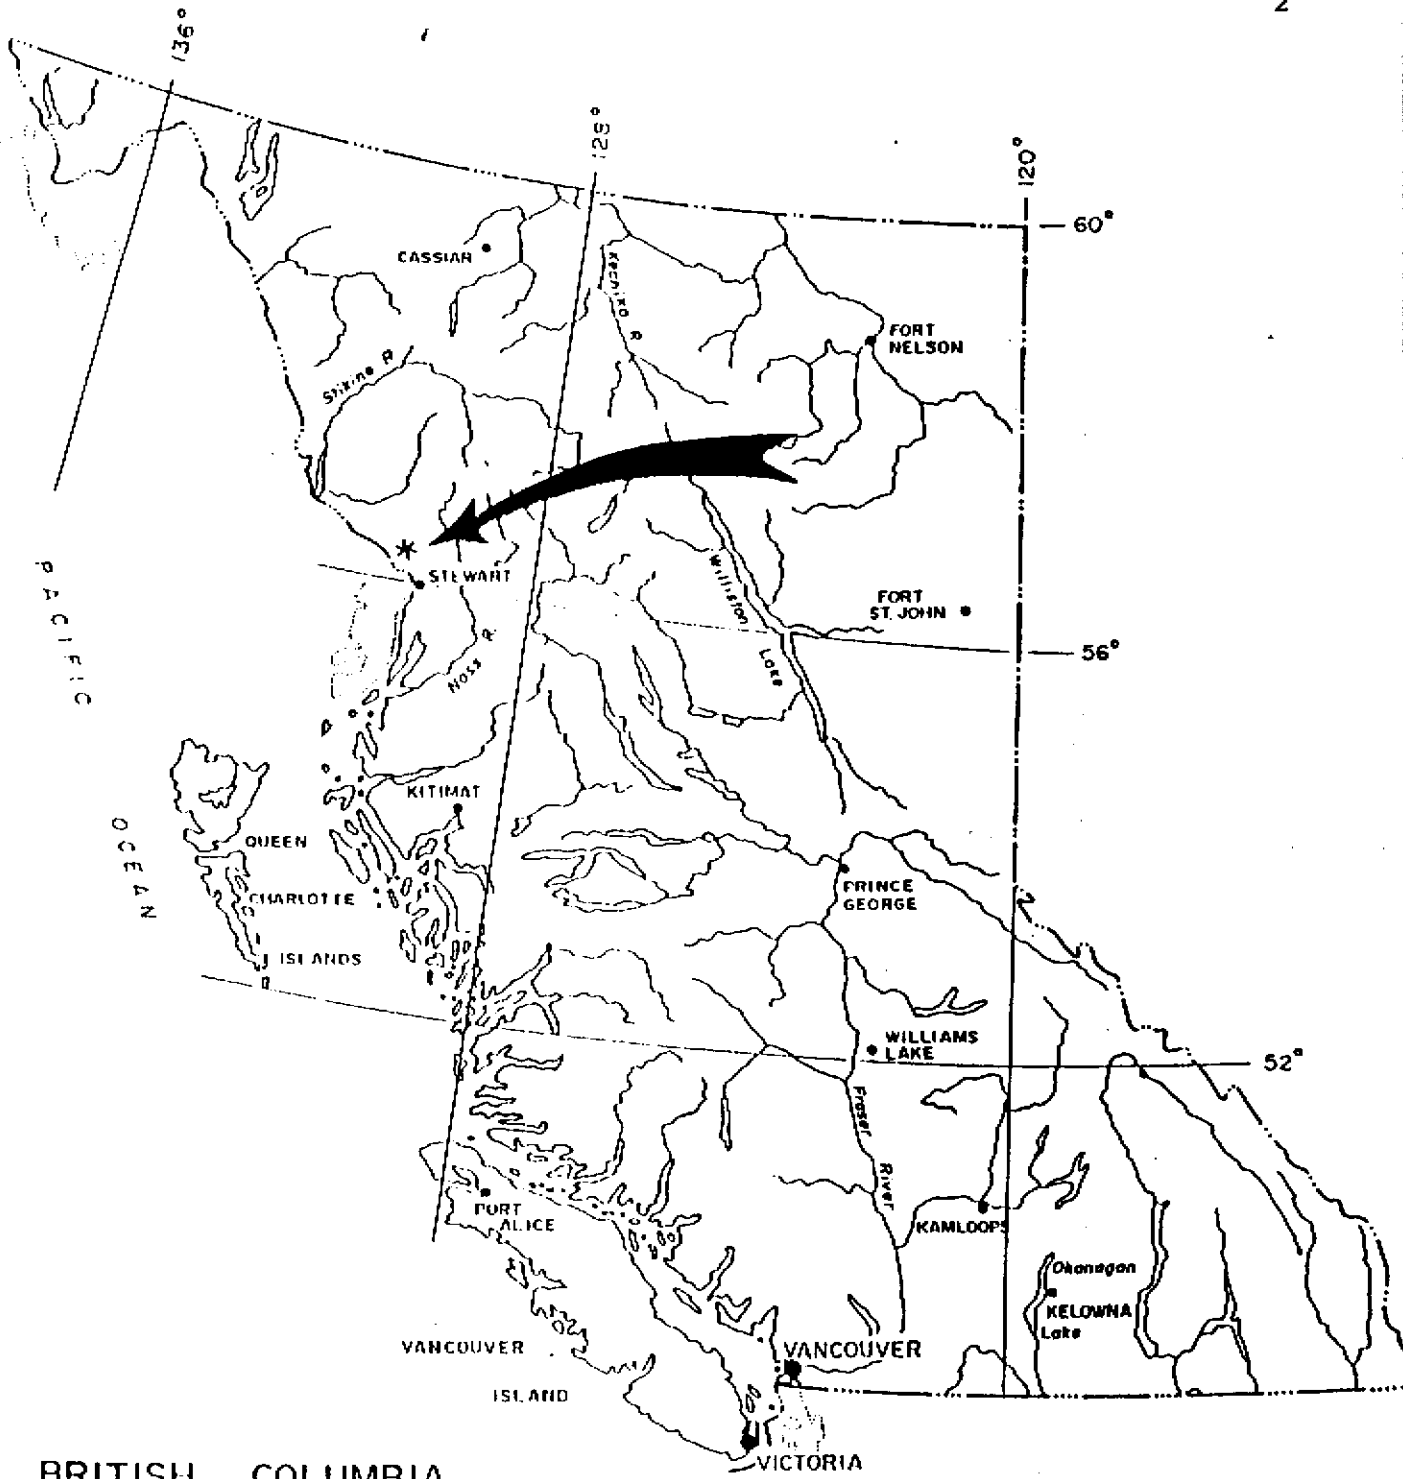 2
136°
128°
120°
60°
CASSIAR
Kechika R
FORT
NELSON
Stikine R
STEWART
Williston
Lake
FORT
ST. JOHN
56°
Nass R.
PACIFIC
OCEAN
KITIMAT
QUEEN
CHARLOTTE
ISLANDS
PRINCE
GEORGE
WILLIAMS
LAKE
52°
Fraser
River
PORT
ALICE
KAMLOOPS
Okanagan
KELOWNA
Lake
VANCOUVER
ISLAND
VANCOUVER
VICTORIA
BRITISH COLUMBIA